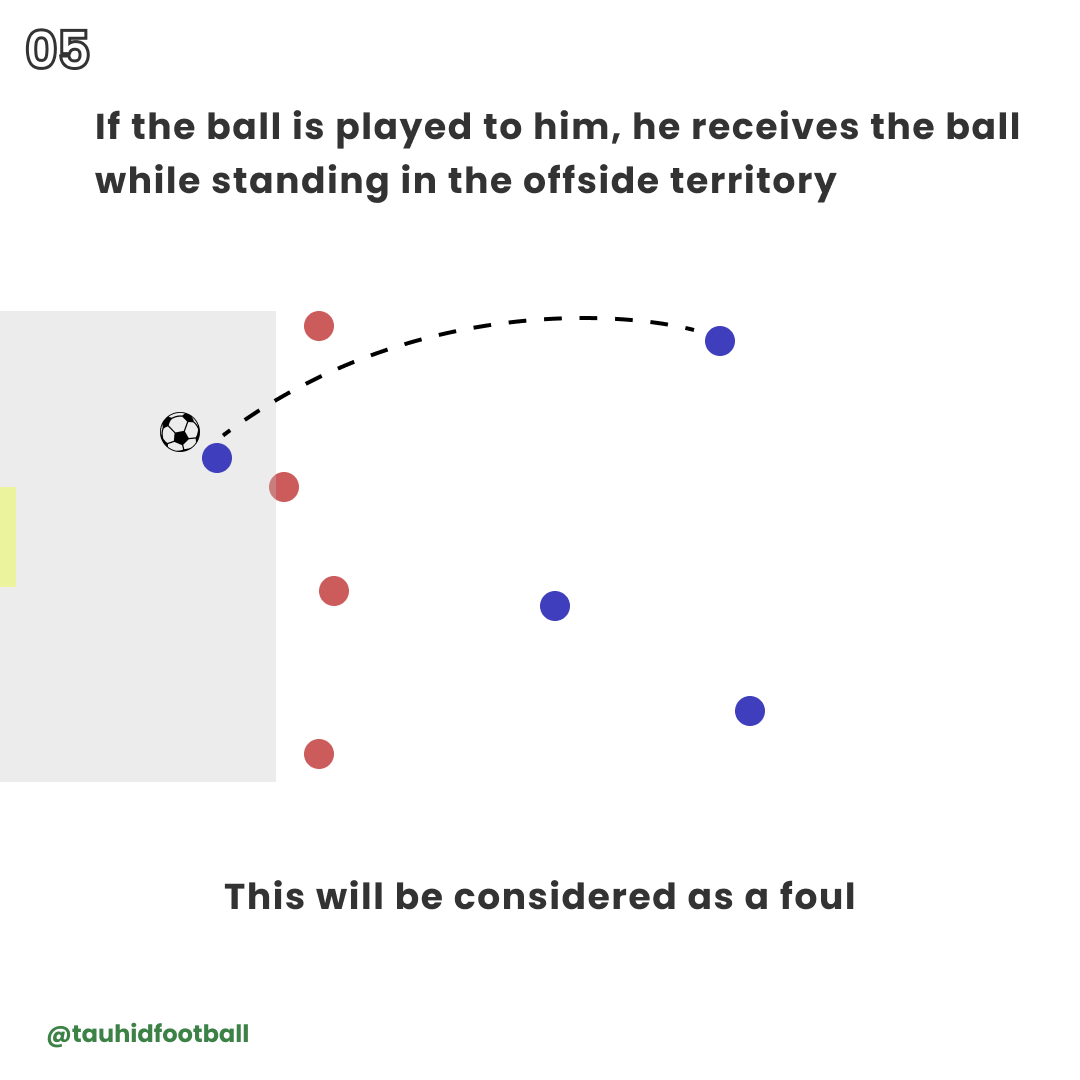 05
If the ball is played to him, he receives the ball
while standing in the offside territory
This will be considered as a foul
@tauhidfootball